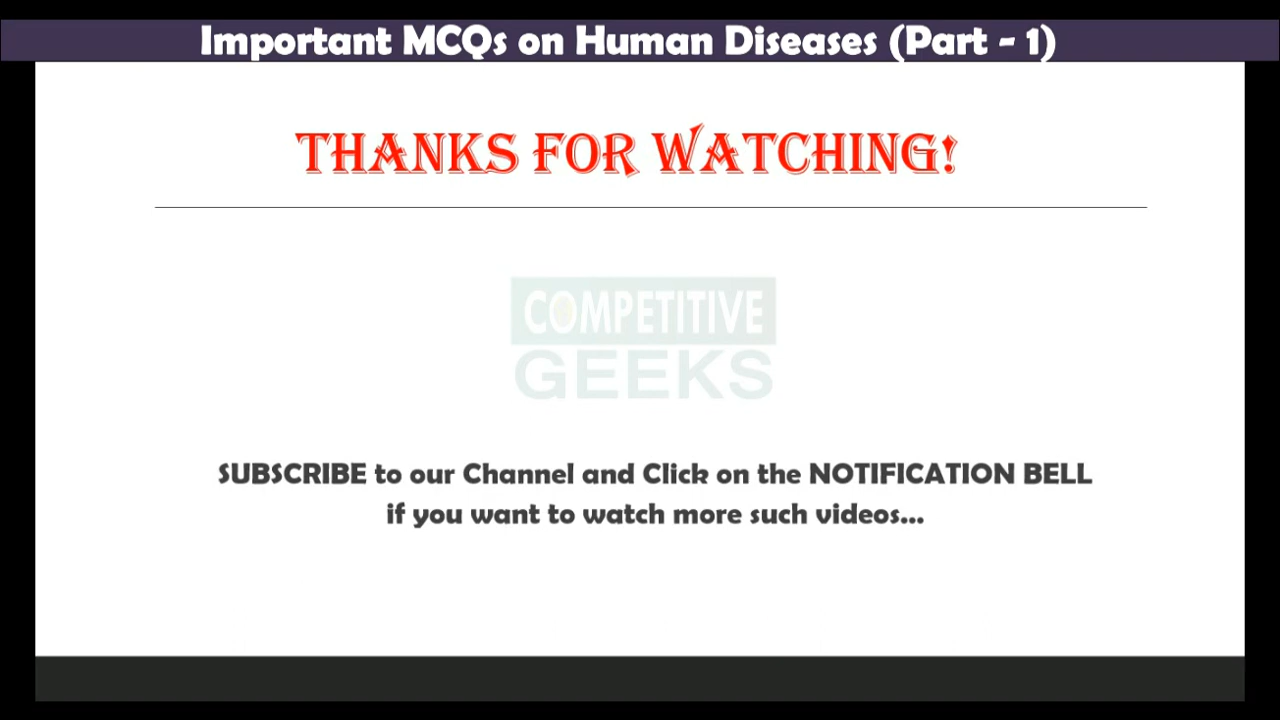 Important MCQs on Human Diseases (Part - 1)
THANKS FOR WATCHING!
COMPETITIVE
GEEKS
SUBSCRIBE to our Channel and Click on the NOTIFICATION BELL
if you want to watch more such videos...